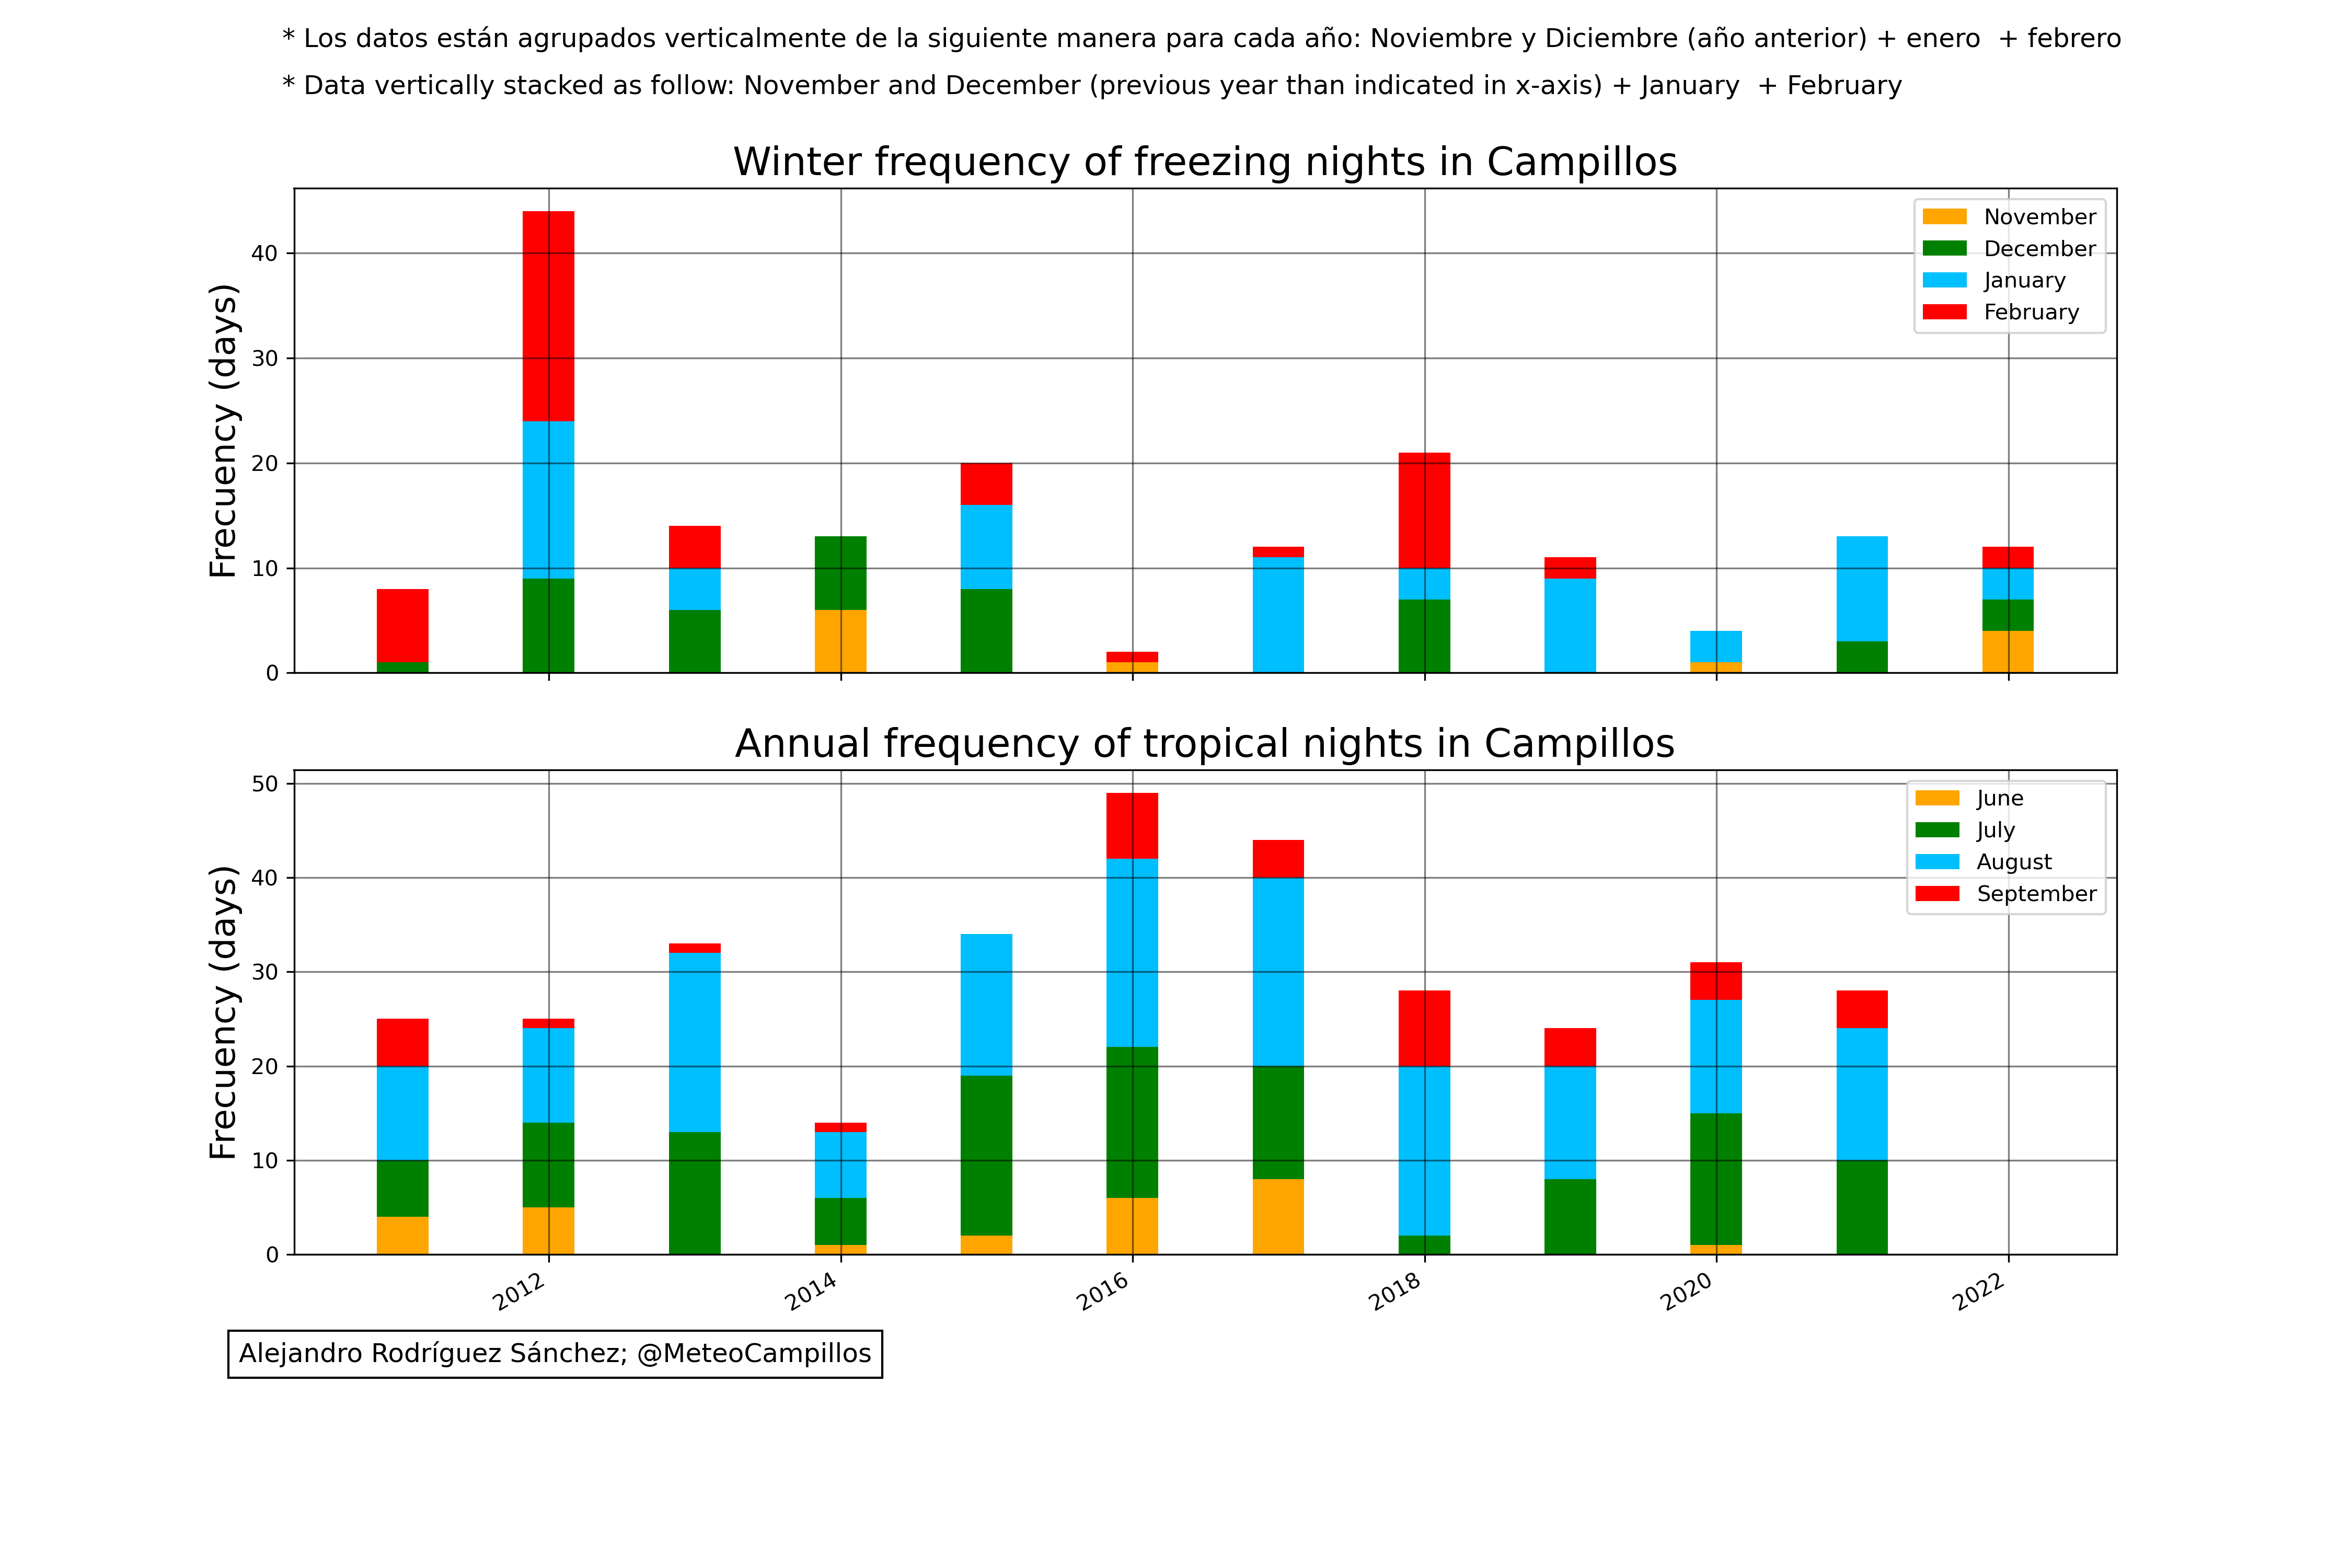 * Los datos están agrupados verticalmente de la siguiente manera para cada año: Noviembre y Diciembre (año anterior) + enero  + febrero
* Data vertically stacked as follow: November and December (previous year than indicated in x-axis) + January  + February
Winter frequency of freezing nights in Campillos
Frecuency (days)
40
30
20
10
0
November
December
January
February
Annual frequency of tropical nights in Campillos
Frecuency (days)
50
40
30
20
10
0
June
July
August
September
2012
2014
2016
2018
2020
2022
Alejandro Rodríguez Sánchez; @MeteoCampillos